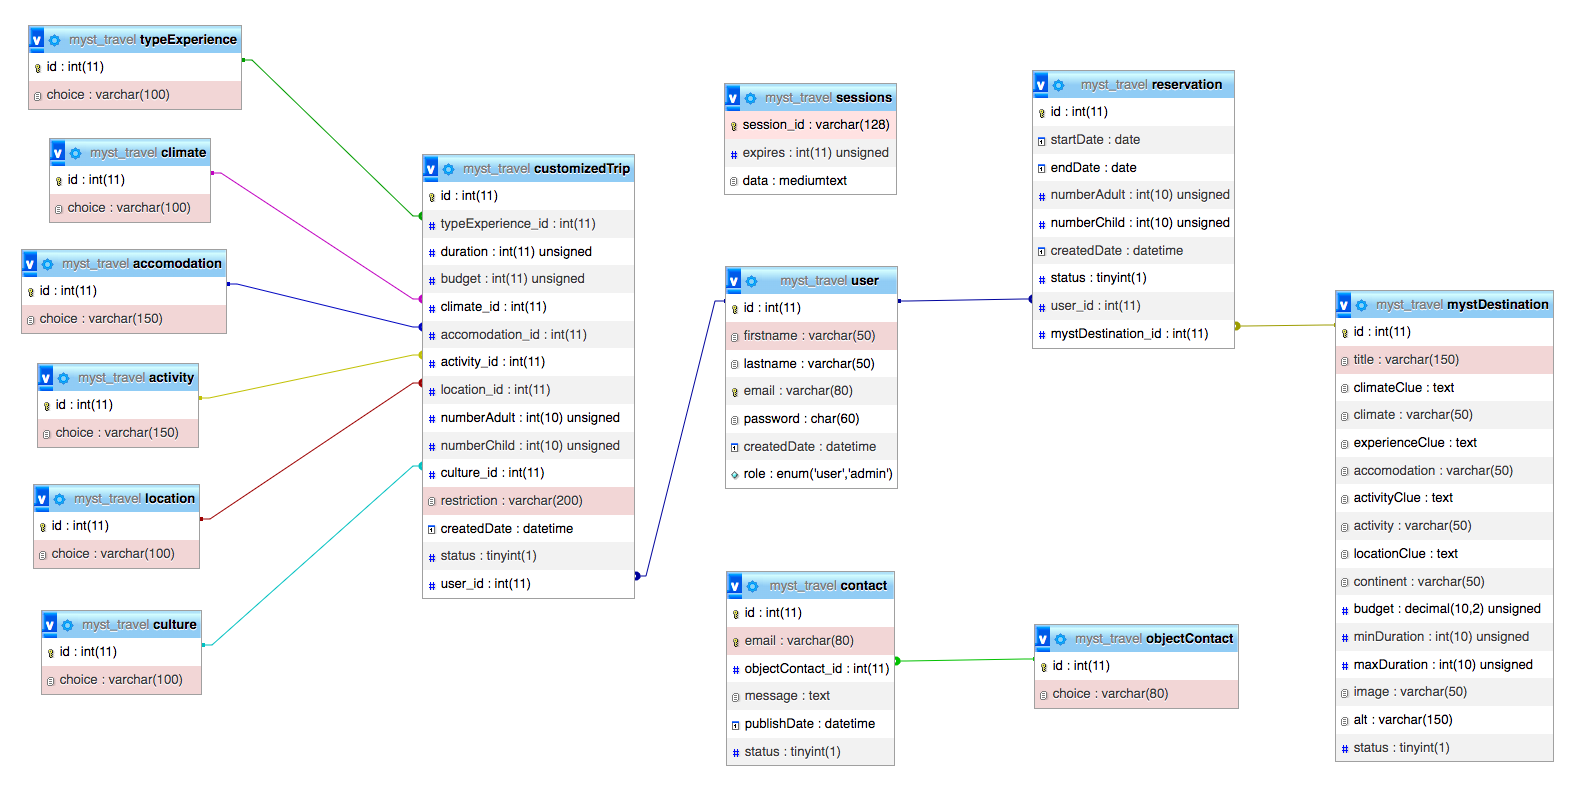 myst_travel typeExperience
id : int(11)
choice : varchar(100)
myst_travel climate
id : int(11)
choice : varchar(100)
myst_travel accomodation
id : int(11)
choice : varchar(150)
myst_travel activity
id : int(11)
choice : varchar(150)
myst_travel location
id : int(11)
choice : varchar(100)
myst_travel culture
id : int(11)
choice : varchar(100)
myst_travel customizedTrip
id : int(11)
typeExperience_id : int(11)
duration : int(11) unsigned
budget : int(11) unsigned
climate_id : int(11)
accomodation_id : int(11)
activity_id : int(11)
location_id : int(11)
numberAdult : int(10) unsigned
numberChild : int(10) unsigned
culture_id : int(11)
restriction : varchar(200)
createdDate : datetime
status : tinyint(1)
user_id : int(11)
myst_travel sessions
session_id : varchar(128)
expires : int(11) unsigned
data : mediumtext
myst_travel user
id : int(11)
firstname : varchar(50)
lastname : varchar(50)
email : varchar(80)
password : char(60)
createdDate : datetime
role : enum('user','admin')
myst_travel contact
id : int(11)
email : varchar(80)
objectContact_id : int(11)
message : text
publishDate : datetime
status : tinyint(1)
myst_travel reservation
id : int(11)
startDate : date
endDate : date
numberAdult : int(10) unsigned
numberChild : int(10) unsigned
createdDate : datetime
status : tinyint(1)
user_id : int(11)
mystDestination_id : int(11)
myst_travel objectContact
id : int(11)
choice : varchar(80)
myst_travel mystDestination
id : int(11)
title : varchar(150)
climateClue : text
climate : varchar(50)
experienceClue : text
accomodation : varchar(50)
activityClue : text
activity : varchar(50)
locationClue : text
continent : varchar(50)
budget : decimal(10,2) unsigned
minDuration : int(10) unsigned
maxDuration : int(10) unsigned
image : varchar(50)
alt : varchar(150)
status : tinyint(1)